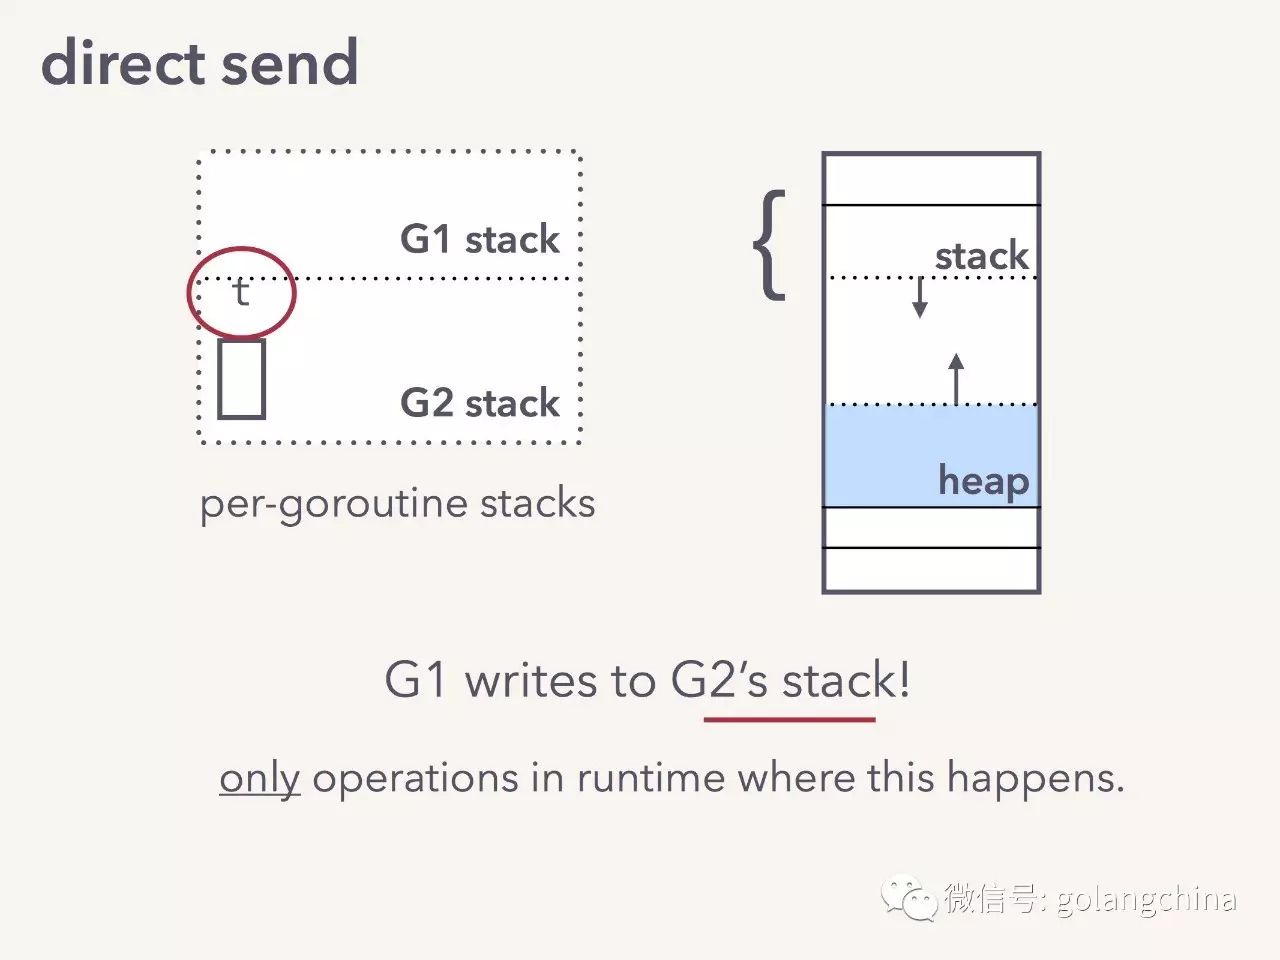 direct send
G1 stack
t
G2 stack
per-goroutine stacks
{
stack
heap
G1 writes to G2’s stack!
only operations in runtime where this happens.
微信号: golangchina